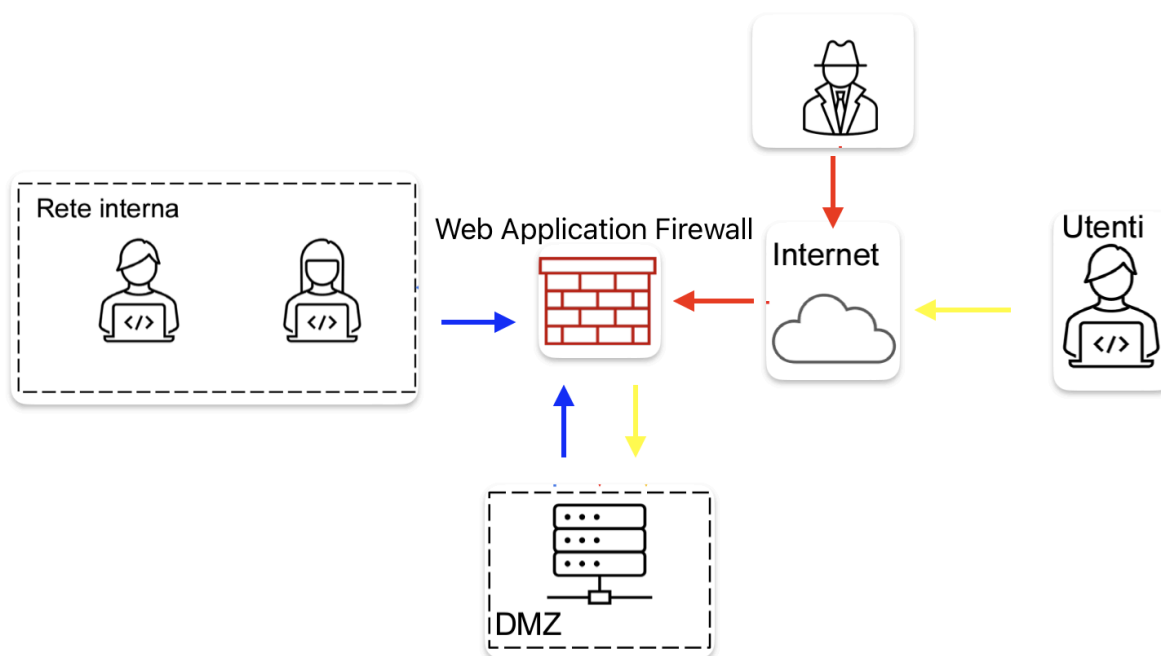 Rete interna
Web Application Firewall
Internet
Utenti
</>
</>
</>
DMZ